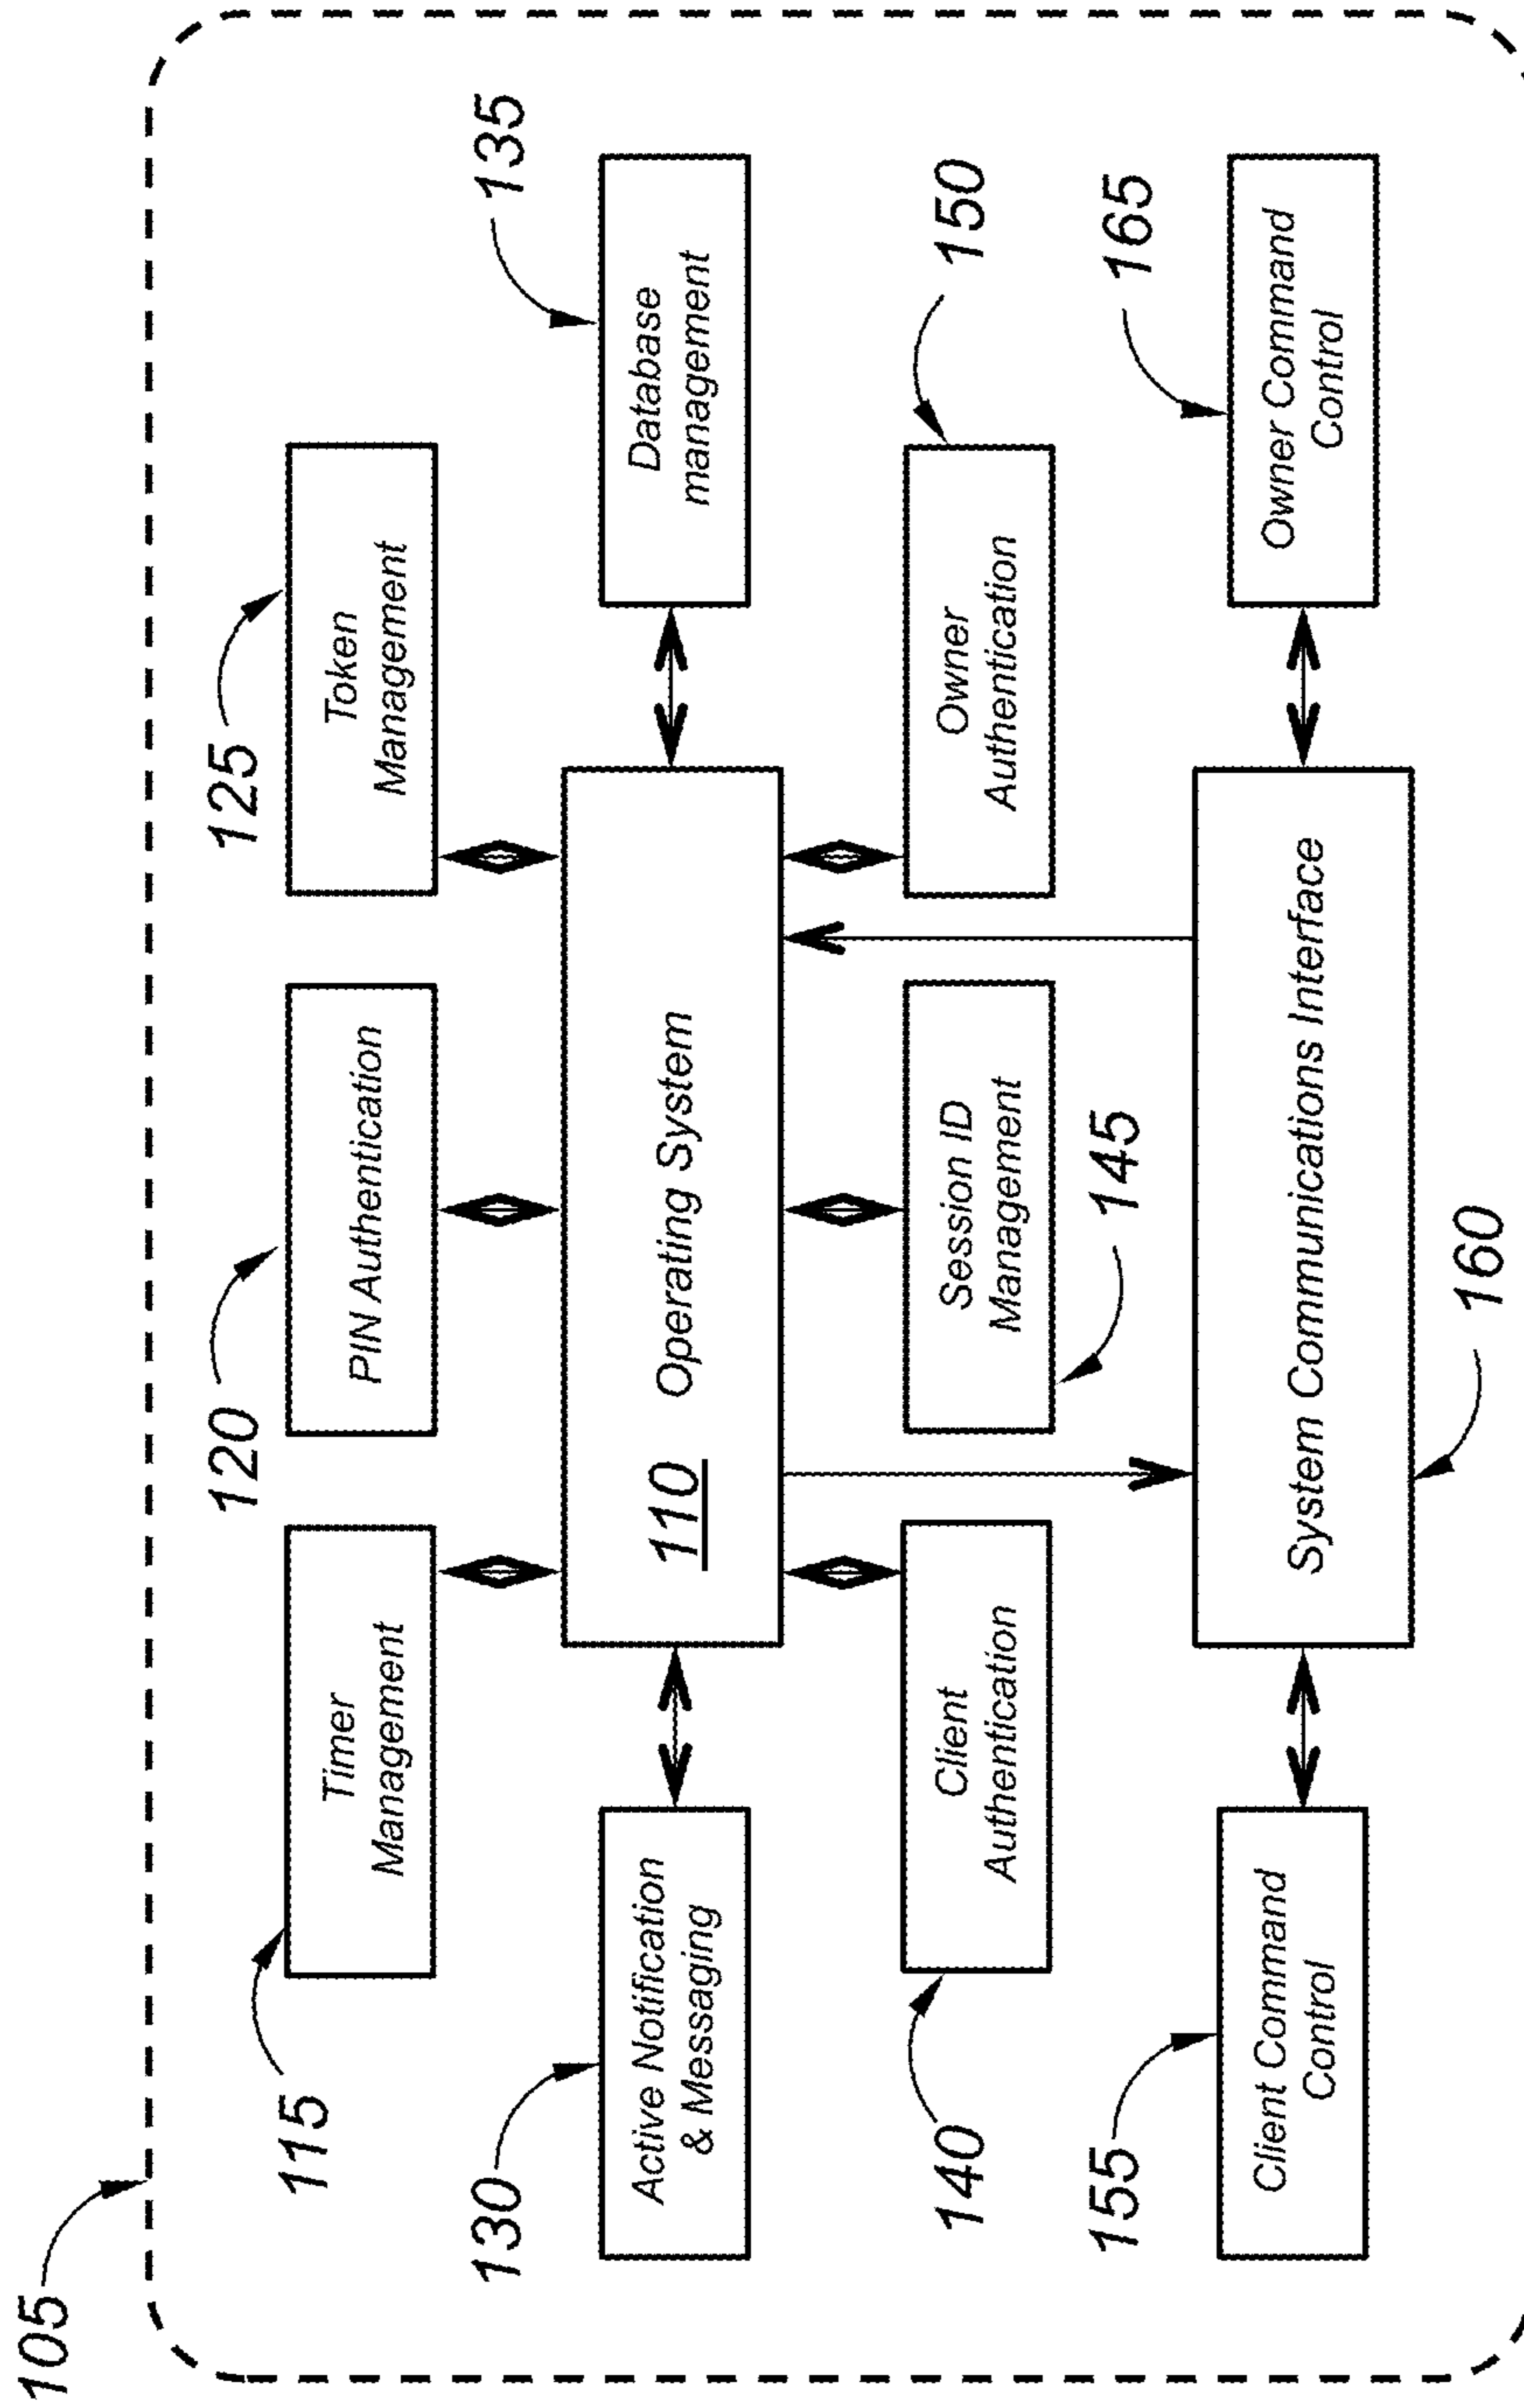 105
115
Timer
Management
120
PIN Authentication
125
Token
Management
130
Active Notification
& Messaging
110 Operating System
135
Database
management
140
Client
Authentication
Session ID
Management
145
Owner
Authentication
150
155
Client Command
Control
System Communications Interface
160
165
Owner Command
Control